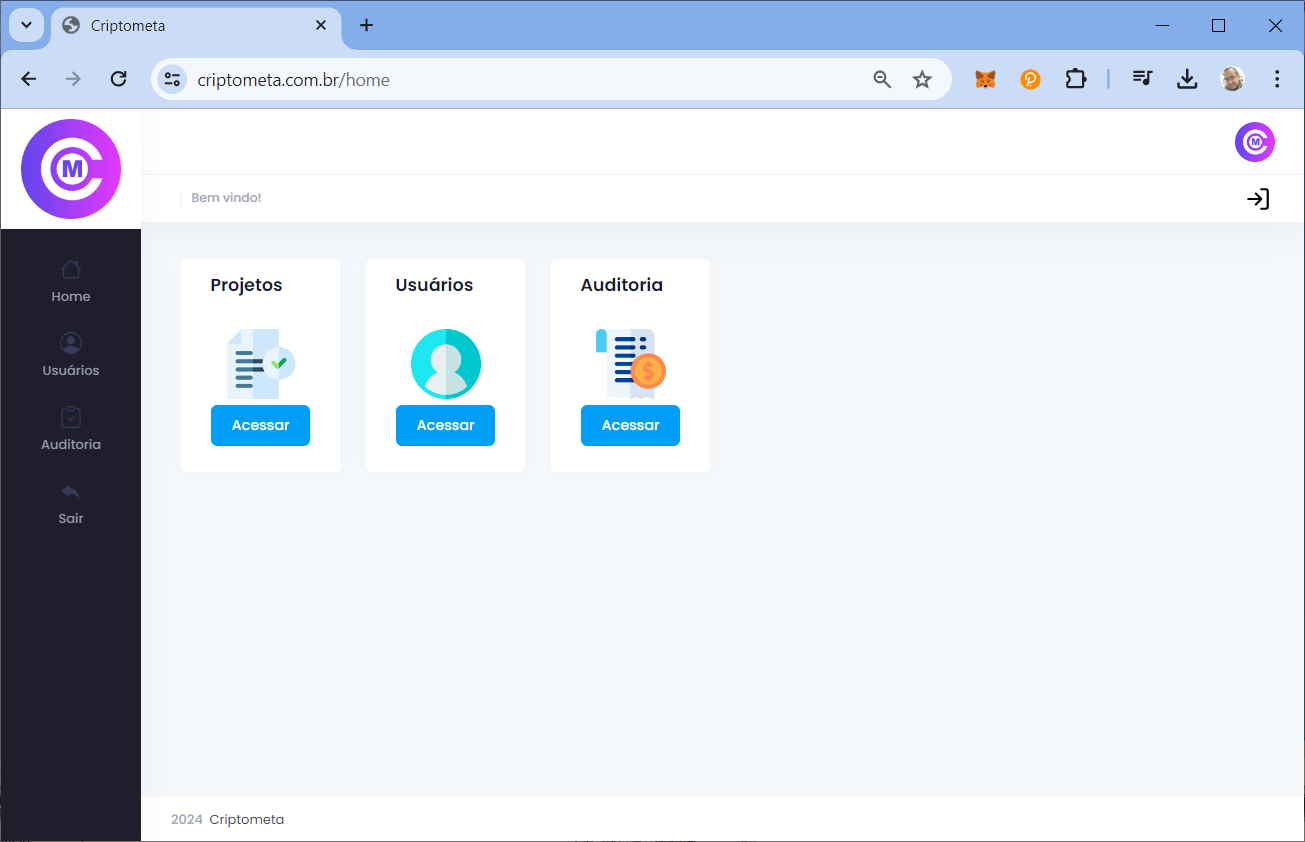 Criptometa
criptometa.com.br/home
M
M
Bem vindo!
Home
Usuários
Auditoria
Sair
Projetos
Acessar
Usuários
Acessar
Auditoria
$
Acessar
2024 Criptometa